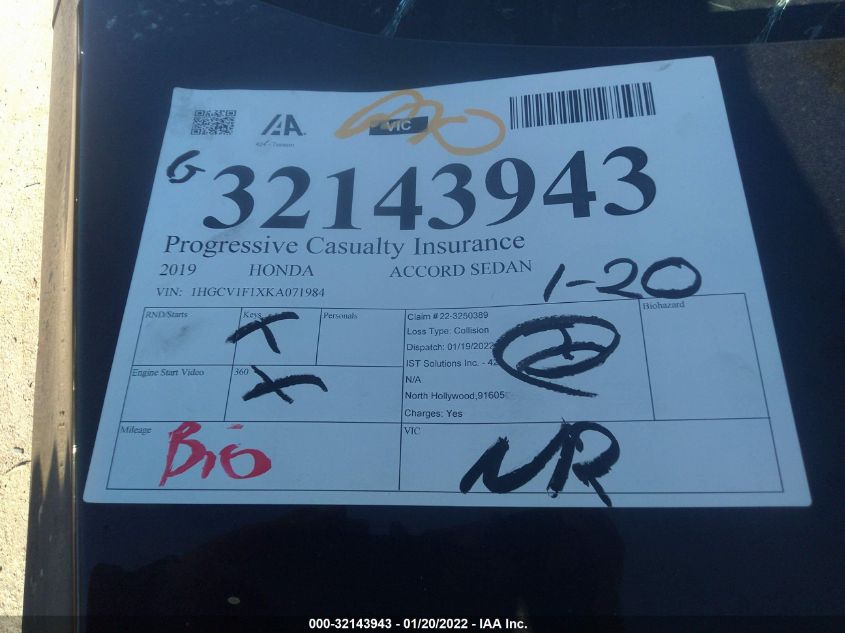 IAA
VIC
G 32143943
Progressive Casualty Insurance
2019 HONDA ACCORD SEDAN
1-20
VIN: 1HGCV1F1XKA071984
RND/Starts
Keys
X
Personals
Claim # 22-3250389
Loss Type: Collision
Dispatch: 01/19/2022
IST Solutions Inc. - 42
N/A
North Hollywood,91605
Charges: Yes
Biohazard
Engine Start Video
360
X
Mileage
Bio
VIC
NR
000-32143943 - 01/20/2022 - IAA Inc.